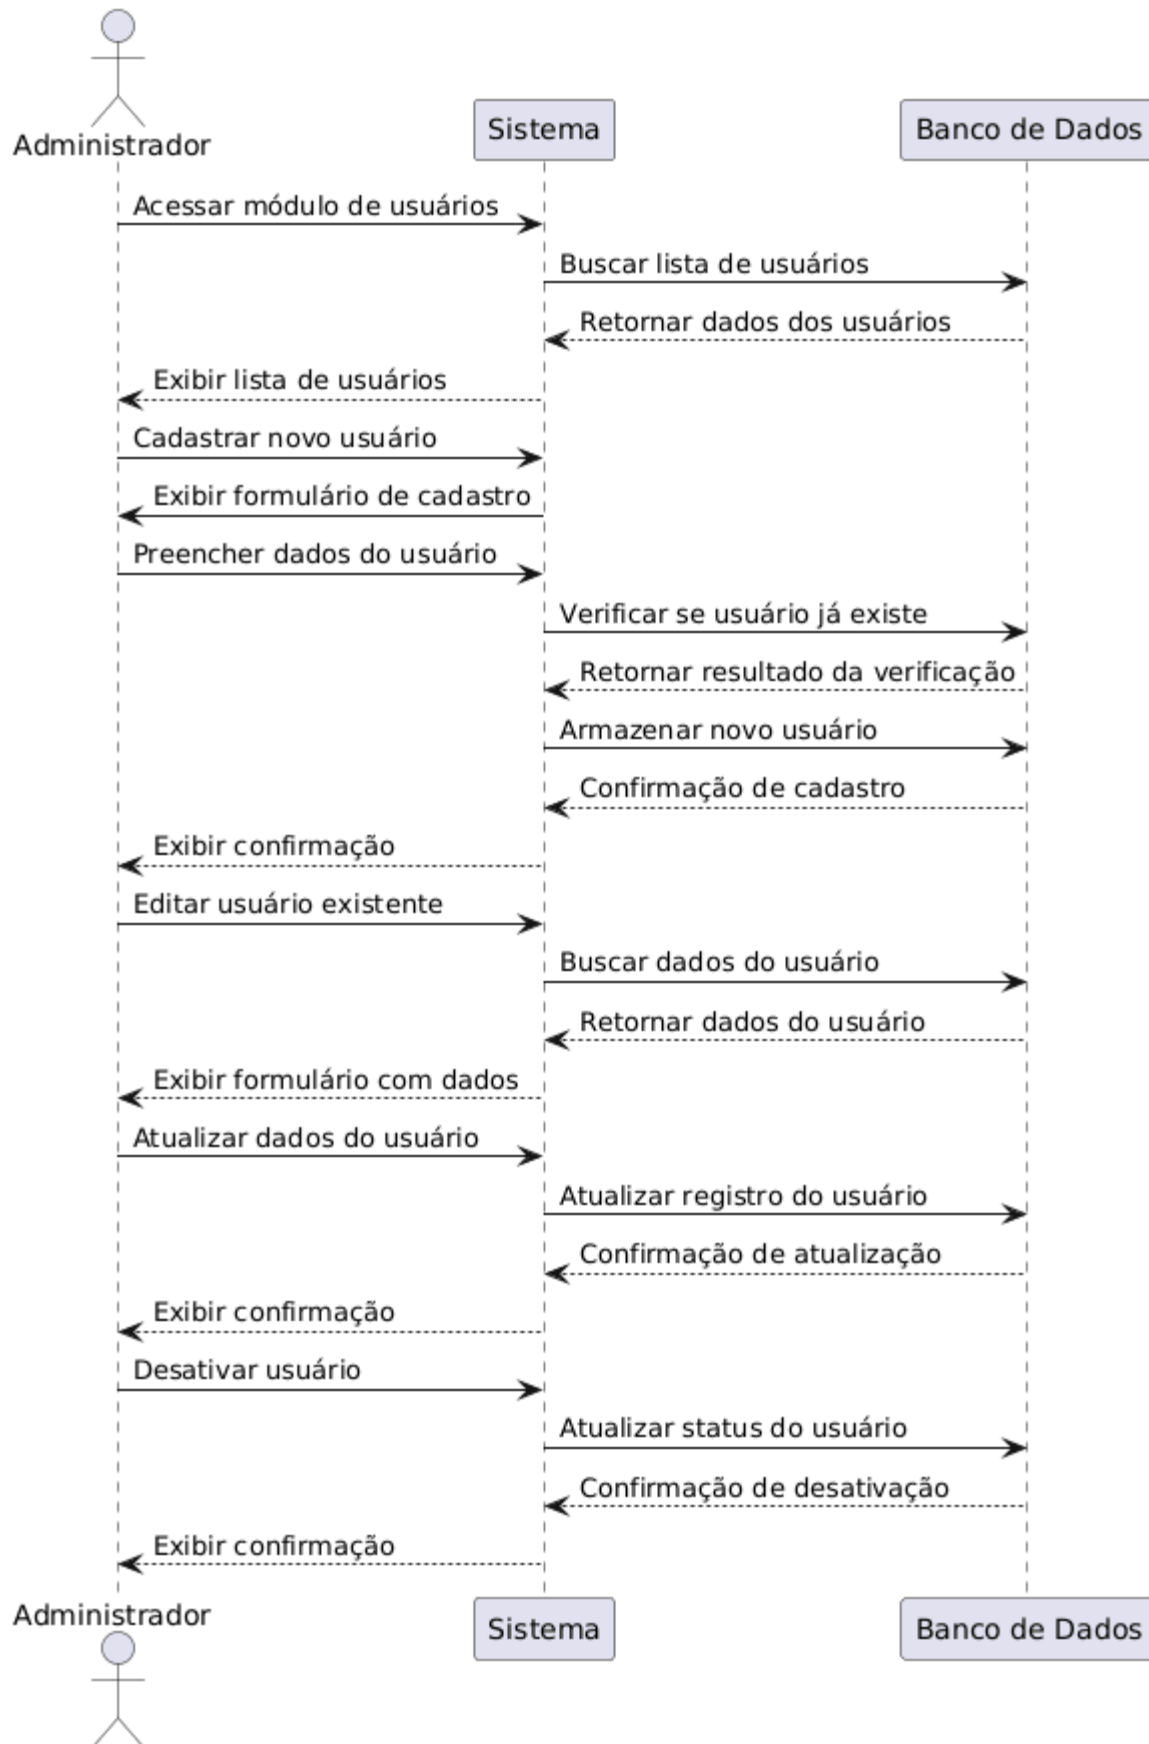 Administrador
Sistema
Banco de Dados
Acessar módulo de usuários
Buscar lista de usuários
Retornar dados dos usuários
Exibir lista de usuários
Cadastrar novo usuário
Exibir formulário de cadastro
Preencher dados do usuário
Verificar se usuário já existe
Retornar resultado da verificação
Armazenar novo usuário
Confirmação de cadastro
Exibir confirmação
Editar usuário existente
Buscar dados do usuário
Retornar dados do usuário
Exibir formulário com dados
Atualizar dados do usuário
Atualizar registro do usuário
Confirmação de atualização
Exibir confirmação
Desativar usuário
Atualizar status do usuário
Confirmação de desativação
Exibir confirmação
Administrador
Sistema
Banco de Dados